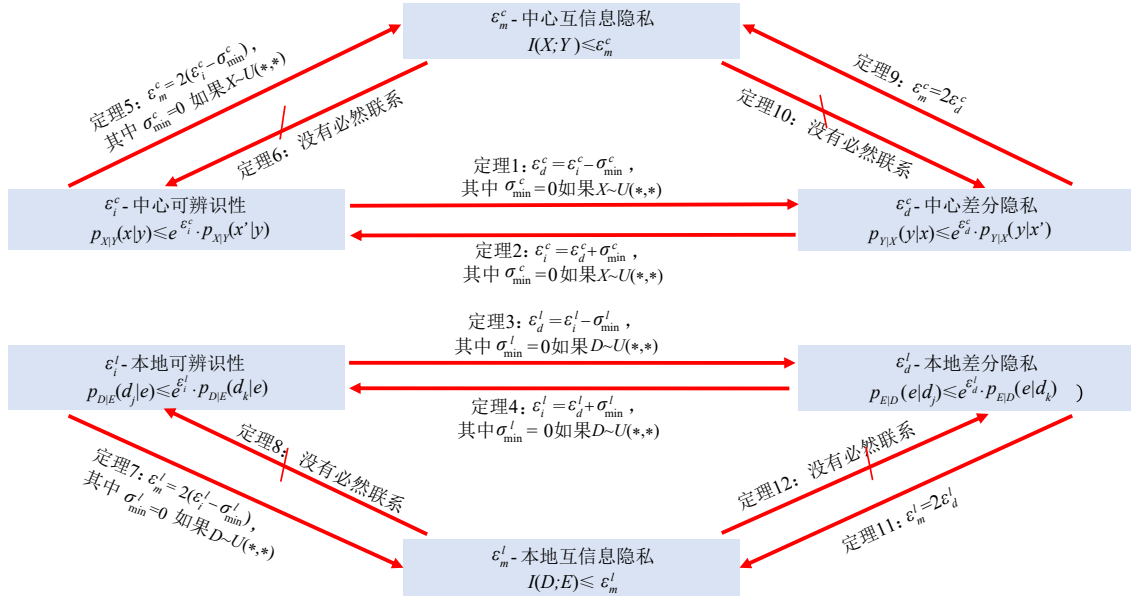 ε_m^c-中心互信息隐私
I(X;Y)≤ε_m^c
定理5：ε_m^c=2(ε_i^c-σ_min^c)，
其中 σ_min^c=0 如果 X~U(*,*)
定理6：没有必然联系
定理9：ε_m^c=2ε_d^c
定理10：没有必然联系
定理1：ε_d^c=ε_i^c-σ_min^c，
其中 σ_min^c=0如果X~U(*,*)
ε_i^c-中心可辨识性
p_{X|Y}(x|y)≤e^{ε_i^c}·p_{X|Y}(x'|y)
ε_d^c-中心差分隐私
p_{Y|X}(y|x)≤e^{ε_d^c}·p_{Y|X}(y|x')
定理2：ε_i^c=ε_d^c+σ_min^c，
其中 σ_min^c=0如果X~U(*,*)
定理3：ε_d^l=ε_i^l-σ_min^l，
其中 σ_min^l=0如果D~U(*,*)
ε_i^l-本地可辨识性
p_{D|E}(d_j|e)≤e^{ε_i^l}·p_{D|E}(d_k|e)
ε_d^l-本地差分隐私
p_{E|D}(e|d_j)≤e^{ε_d^l}·p_{E|D}(e|d_k) ）
定理4：ε_i^l=ε_d^l+σ_min^l，
其中σ_min^l=0如果D~U(*,*)
定理8：没有必然联系
定理7：ε_m^l=2(ε_i^l-σ_min^l)，
其中 σ_min^l=0 如果
D~U(*,*)
定理12：没有必然联系
定理11：ε_m^l=2ε_d^l
ε_m^l-本地互信息隐私
I(D;E)≤ ε_m^l